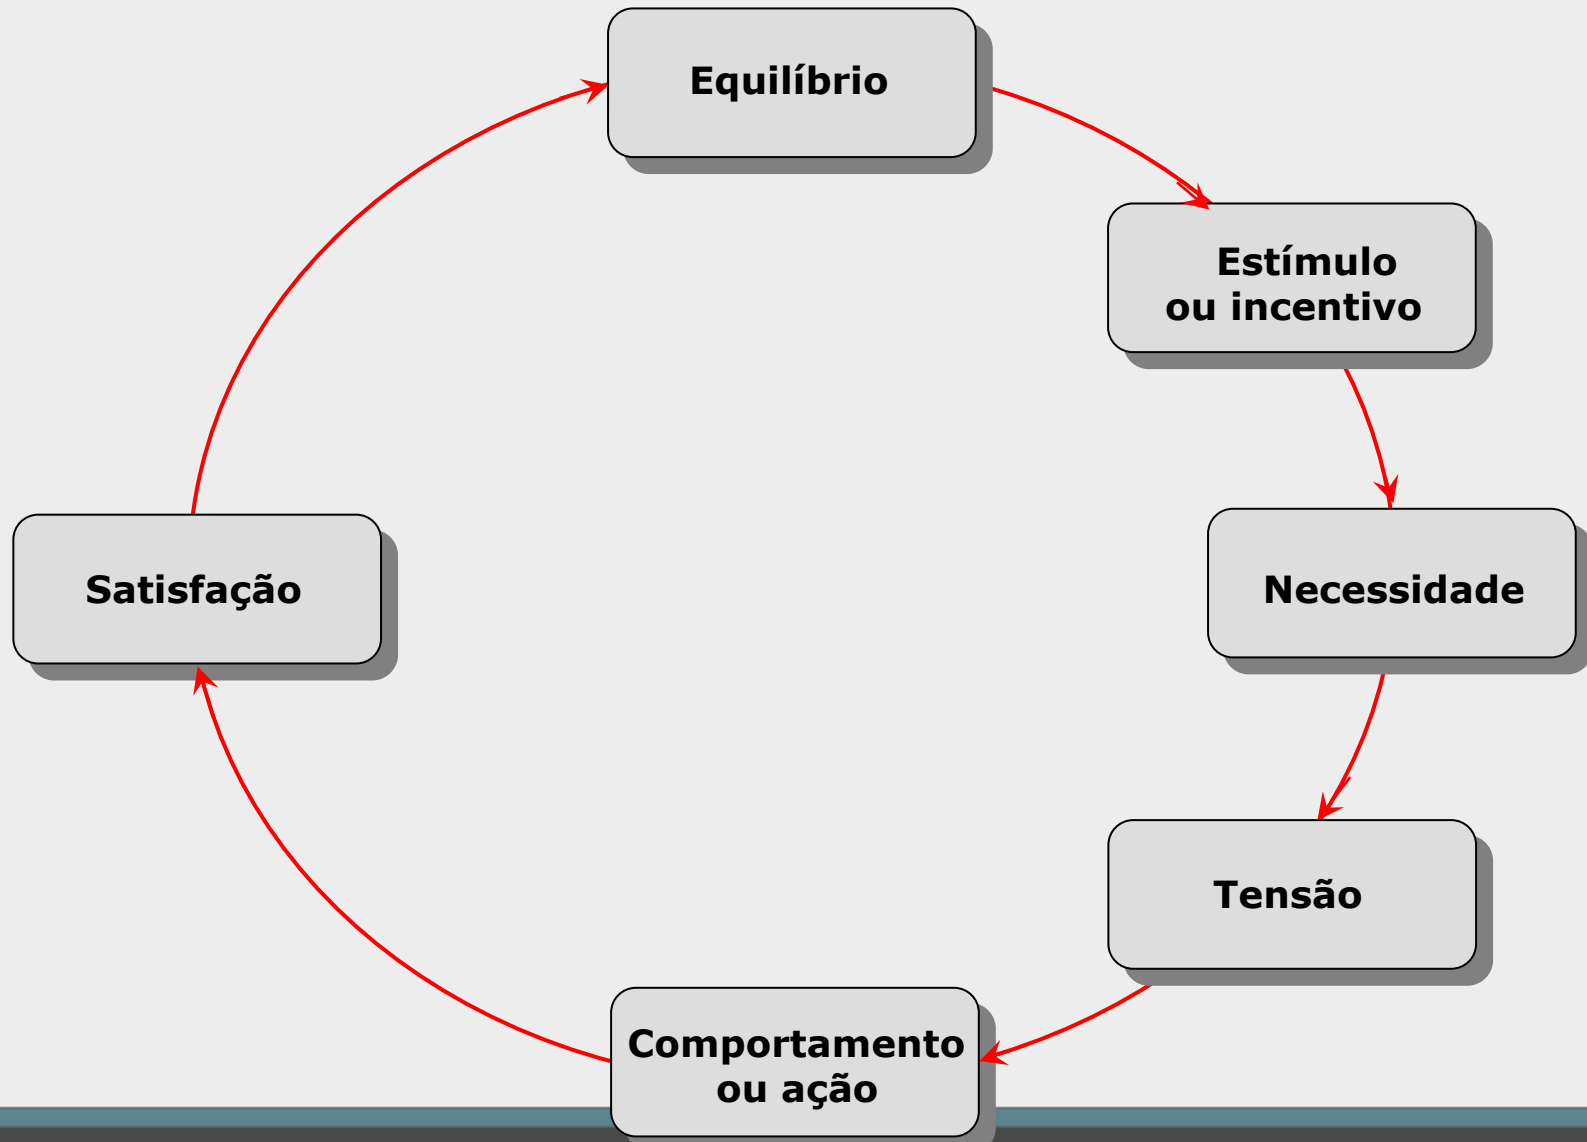 Equilíbrio
Estímulo
ou incentivo
Necessidade
Tensão
Comportamento
ou ação
Satisfação